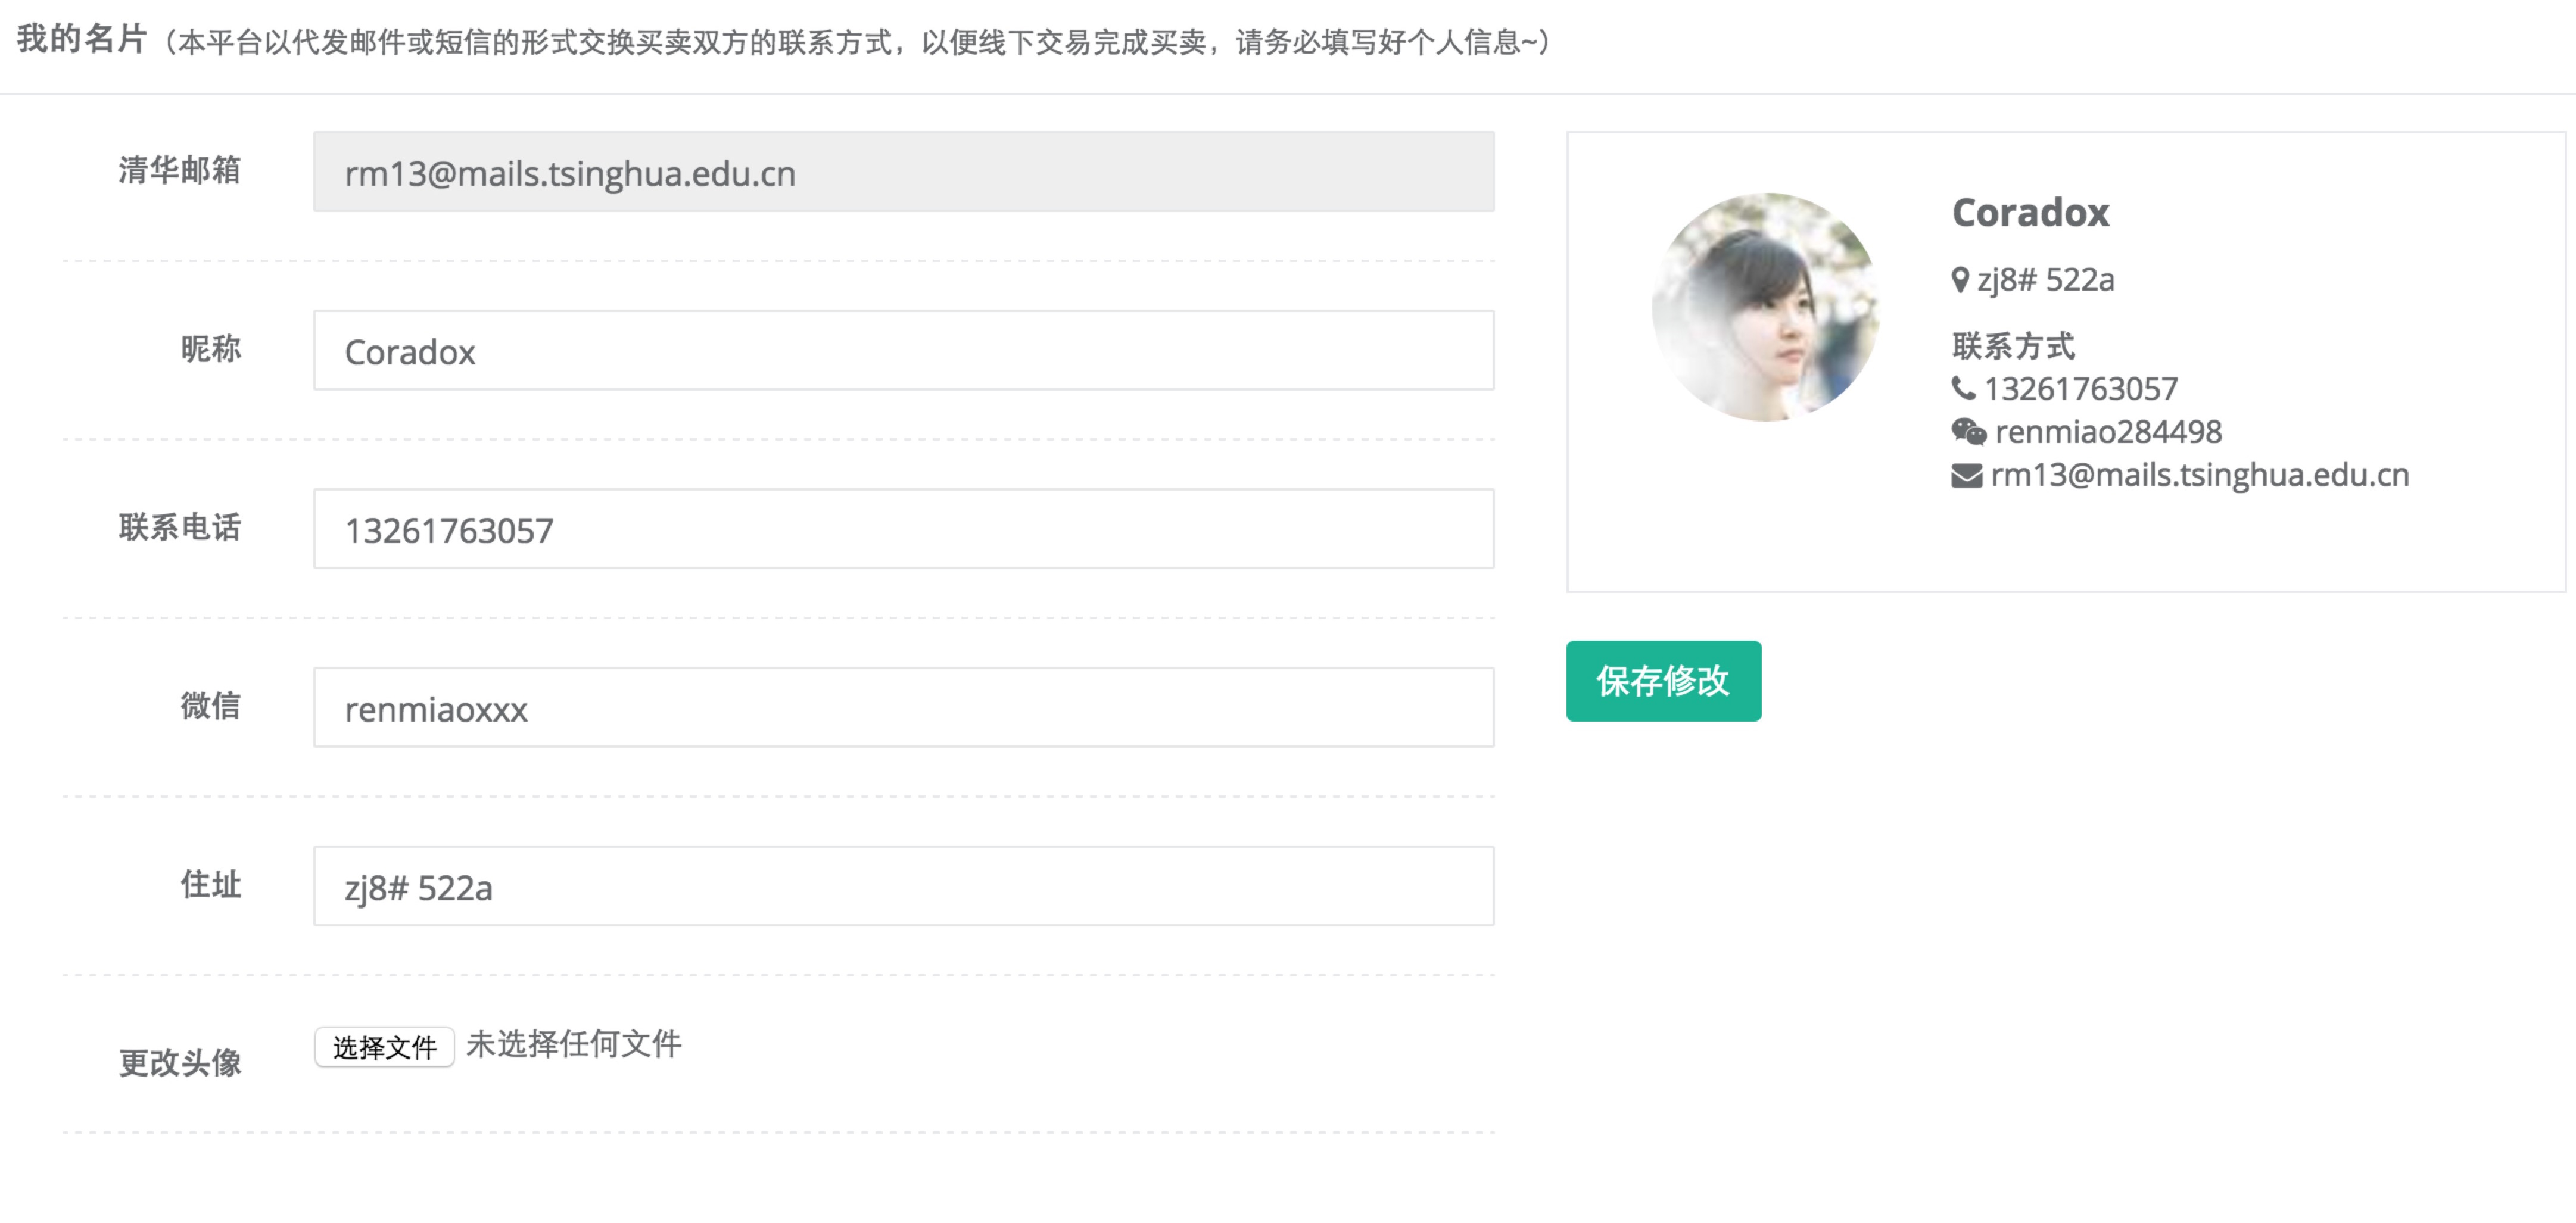 我的名片（本平台以代发邮件或短信的形式交换买卖双方的联系方式，以便线下交易完成买卖，请务必填写好个人信息~）
清华邮箱 rm13@mails.tsinghua.edu.cn
昵称 Coradox
联系电话 13261763057
微信 renmiaoxxx
住址 zj8# 522a
更改头像 选择文件 未选择任何文件
Coradox
zj8# 522a
联系方式
13261763057
renmiao284498
rm13@mails.tsinghua.edu.cn
保存修改